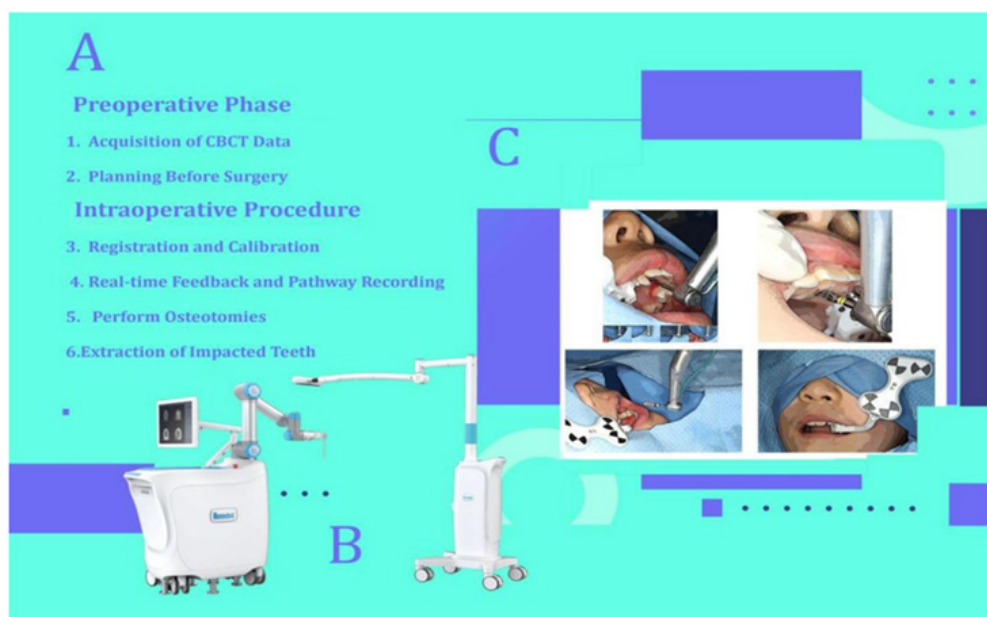 A
Preoperative Phase
1. Acquisition of CBCT Data
2. Planning Before Surgery
Intraoperative Procedure
3. Registration and Calibration
4. Real-time Feedback and Pathway Recording
5. Perform Osteotomies
6.Extraction of Impacted Teeth
B
C